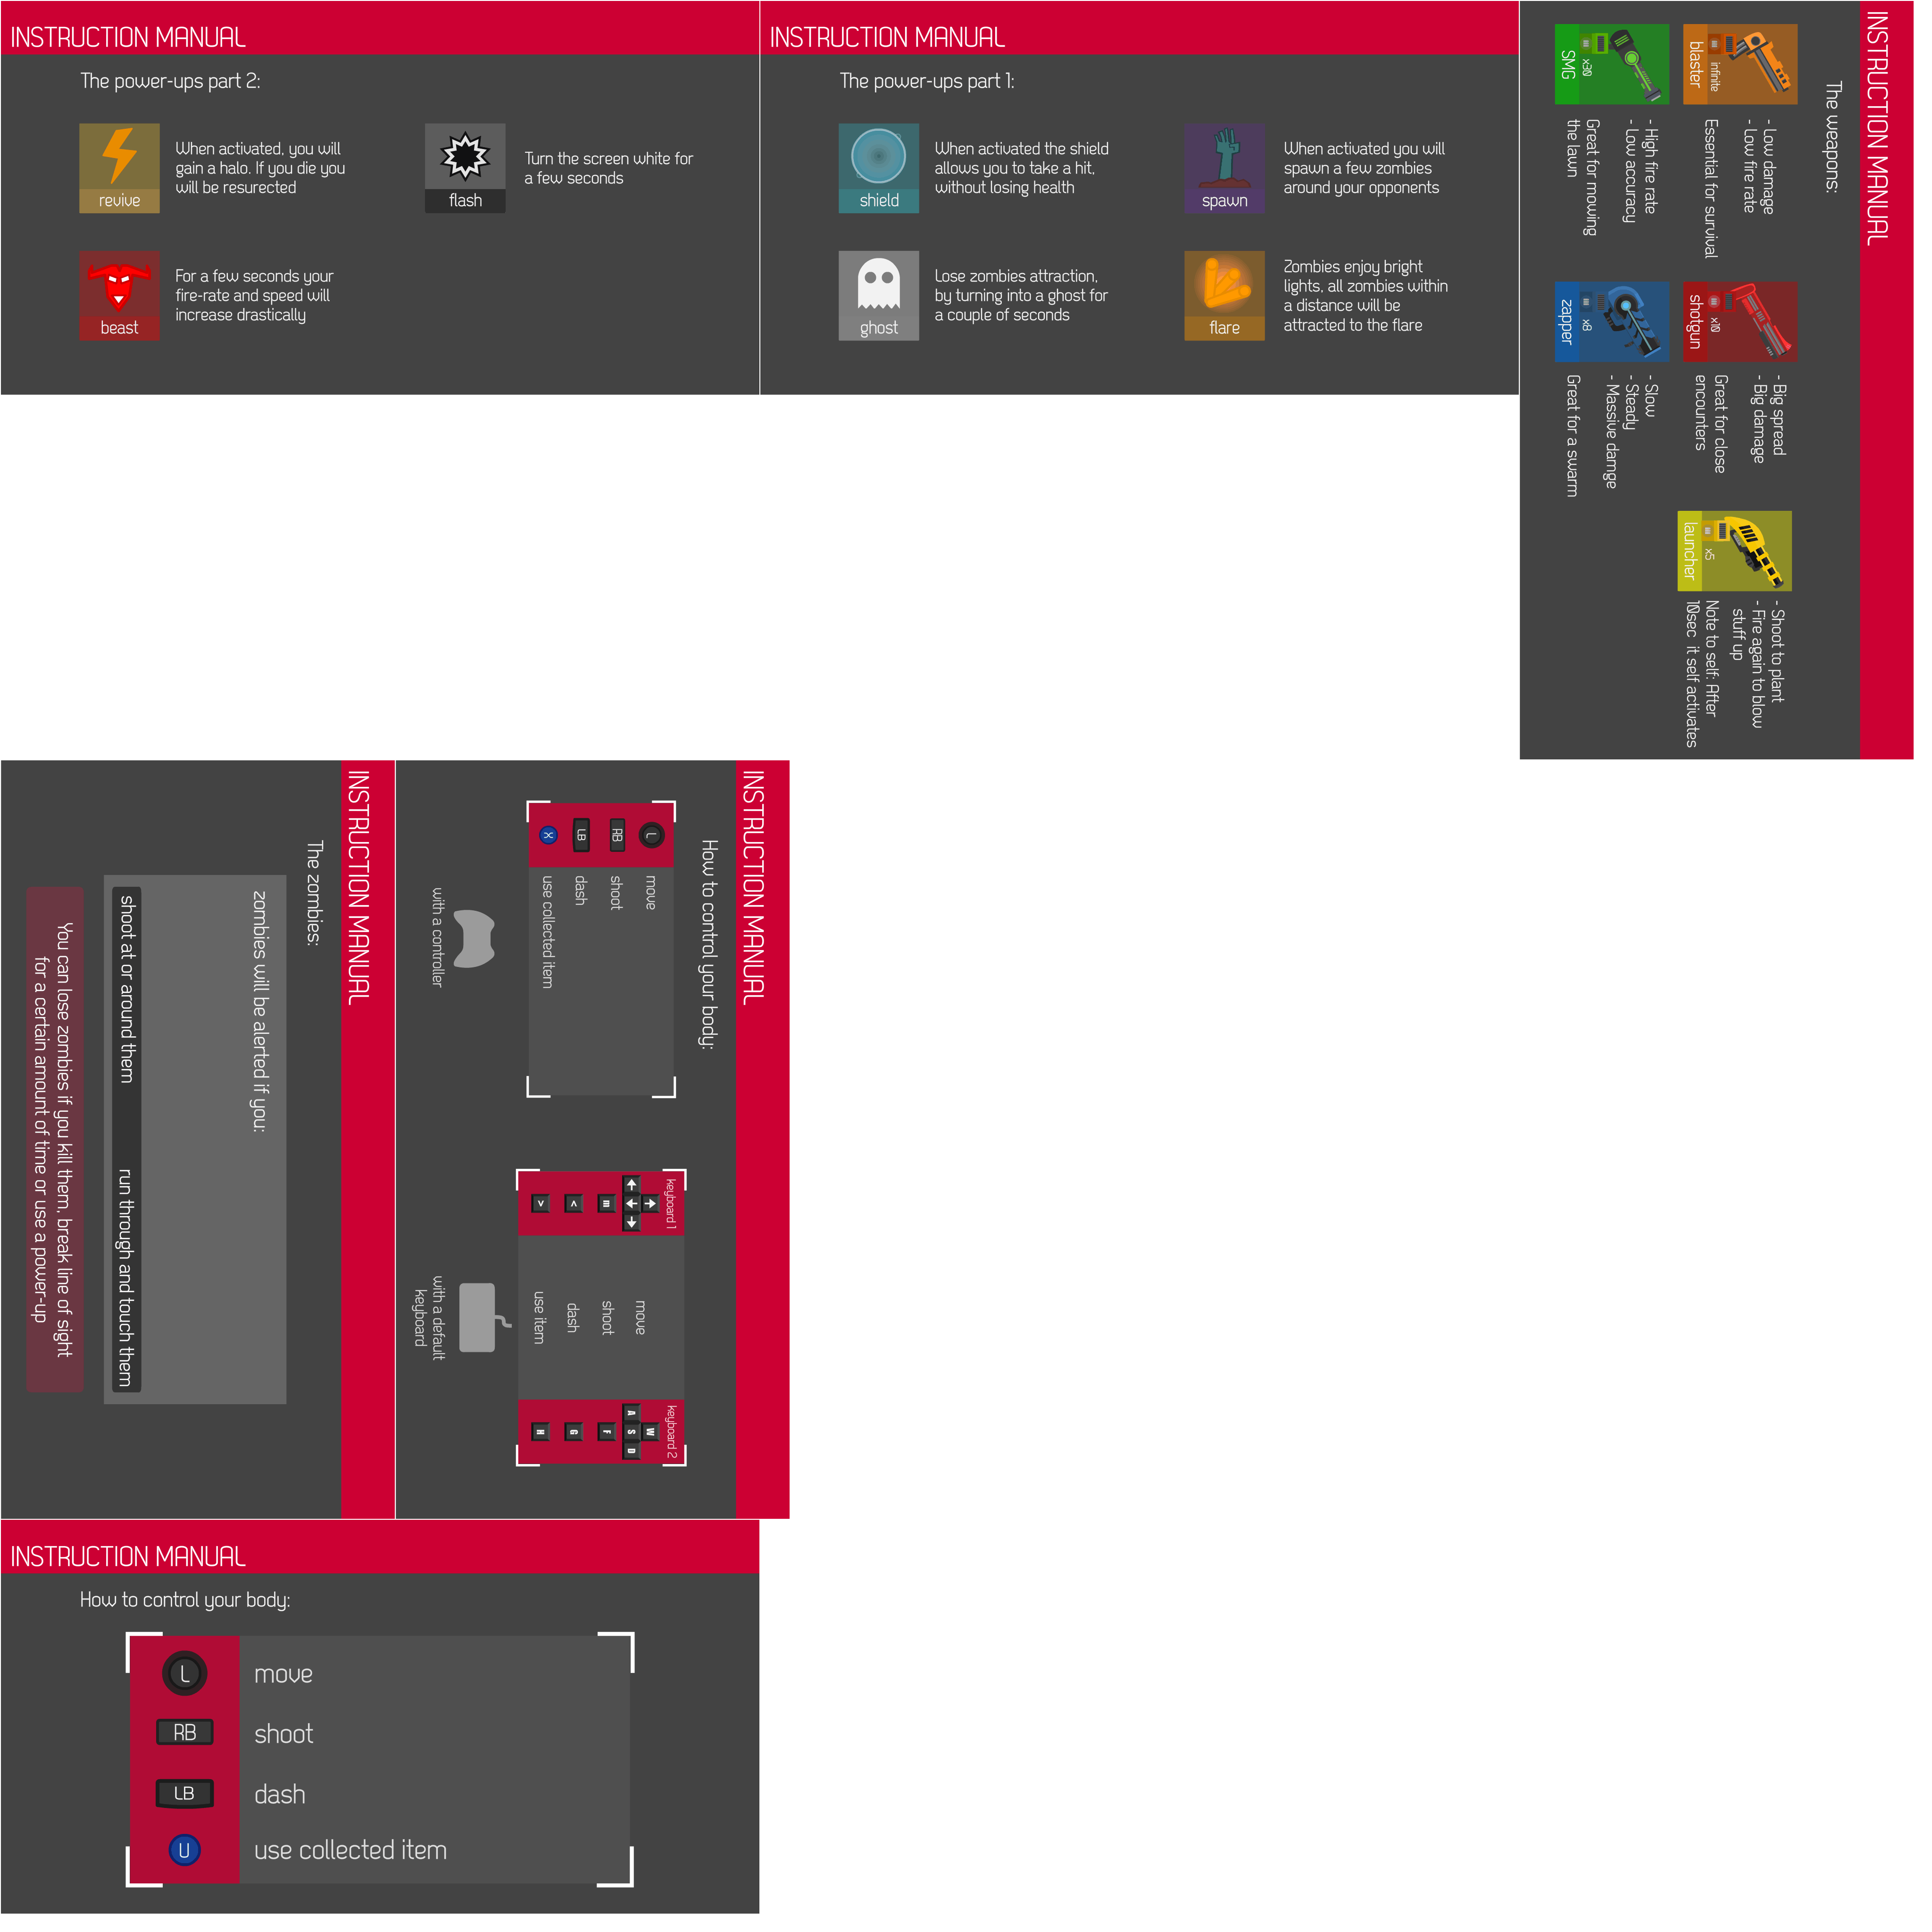 INSTRUCTION MANUAL
The power-ups part 2:
revive
When activated, you will
gain a halo. If you die you
will be resurected
flash
Turn the screen white for
a few seconds
beast
For a few seconds your
fire-rate and speed will
increase drastically
INSTRUCTION MANUAL
The power-ups part 1:
shield
When activated the shield
allows you to take a hit,
without losing health
spawn
When activated you will
spawn a few zombies
around your opponents
ghost
Lose zombies attraction,
by turning into a ghost for
a couple of seconds
flare
Zombies enjoy bright
lights, all zombies within
a distance will be
attracted to the flare
INSTRUCTION MANUAL
The weapons:
infinite
blaster
- Low damage
- Low fire rate
Essential for survival
x10
shotgun
- Big spread
- Big damage
Great for close
encounters
x5
launcher
- Shoot to plant
- Fire again to blow
stuff up
Note to self: After
10sec it self activates
x30
SMG
- High fire rate
- Low accuracy
Great for mowing
the lawn
x8
zapper
- Slow
- Steady
- Massive damge
Great for a swarm
INSTRUCTION MANUAL
The zombies:
zombies will be alerted if you:
shoot at or around them
run through and touch them
You can lose zombies if you kill them, break line of sight
for a certain amount of time or use a power-up
INSTRUCTION MANUAL
How to control your body:
L move
RB shoot
LB dash
X use collected item
with a controller
keyboard 1
keyboard 2
move
W
A S D
m shoot F
< dash G
> use item H
with a default
keyboard
INSTRUCTION MANUAL
How to control your body:
L move
RB shoot
LB dash
U use collected item